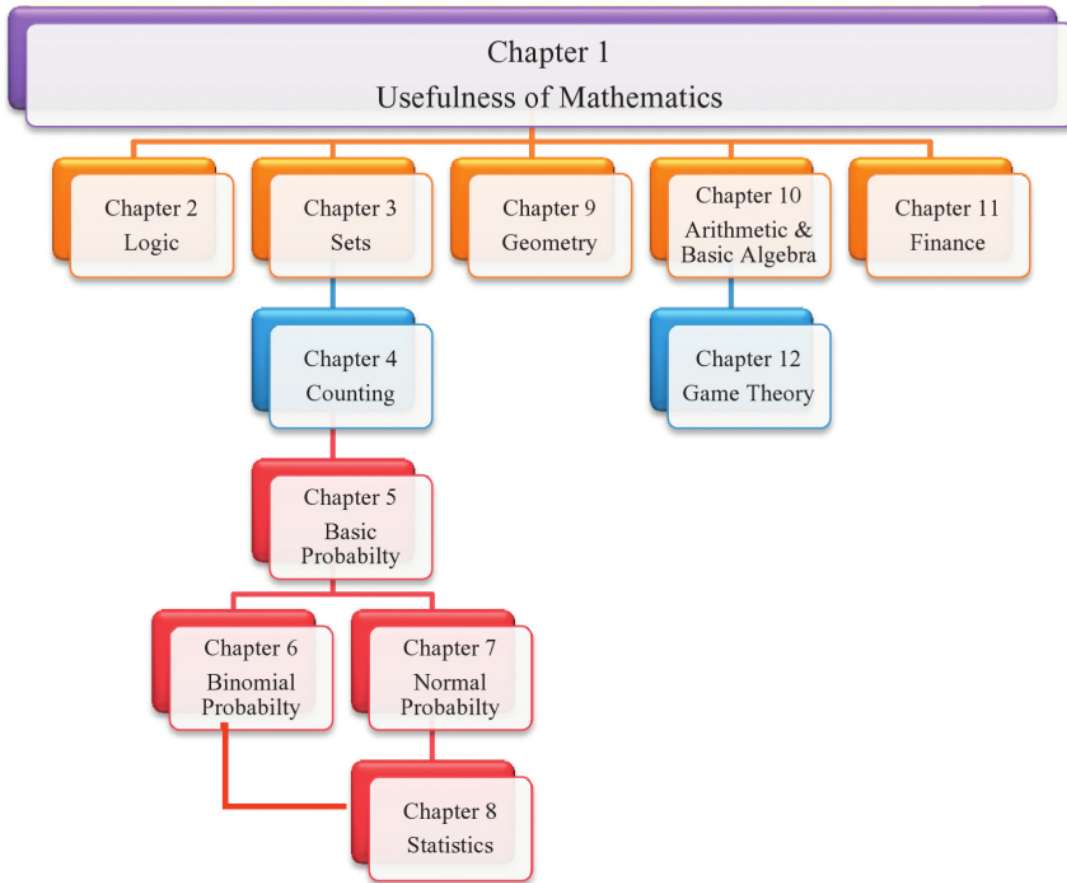 Chapter 1
Usefulness of Mathematics
Chapter 2
Logic
Chapter 3
Sets
Chapter 9
Geometry
Chapter 10
Arithmetic &
Basic Algebra
Chapter 11
Finance
Chapter 4
Counting
Chapter 12
Game Theory
Chapter 5
Basic
Probabilty
Chapter 6
Binomial
Probabilty
Chapter 7
Normal
Probabilty
Chapter 8
Statistics